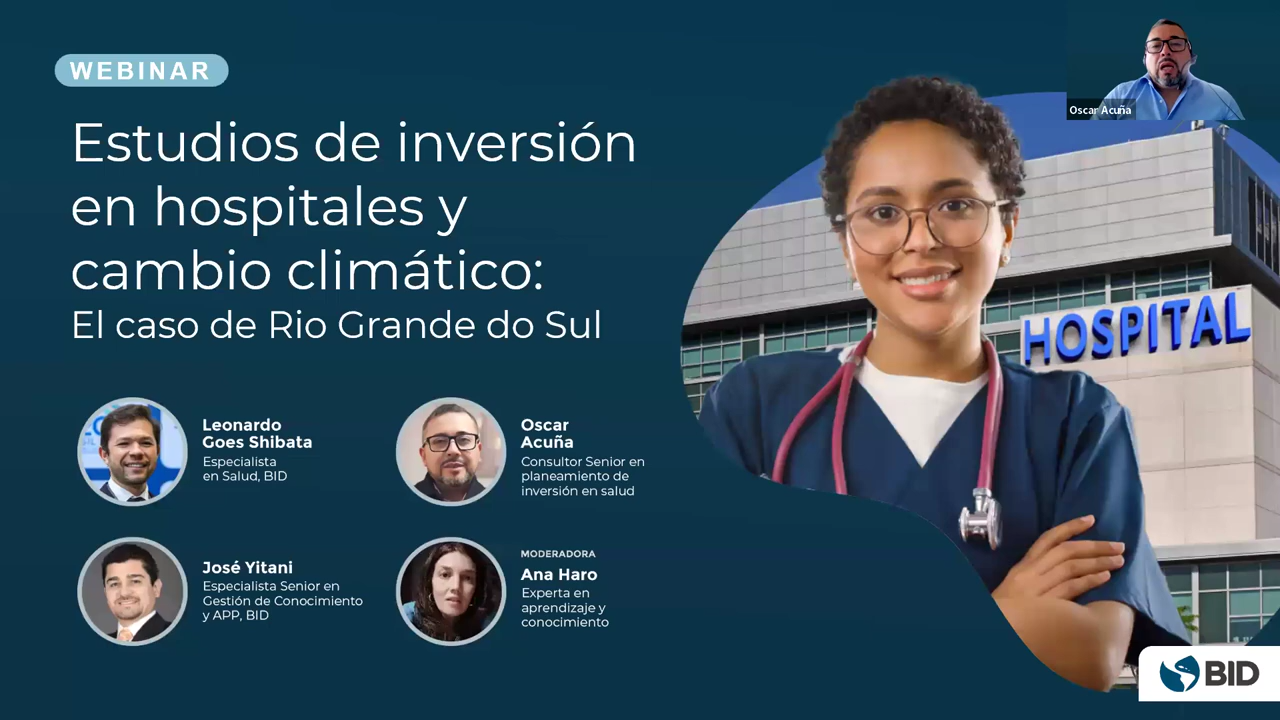 WEBINAR
Oscar Acuña
Estudios de inversión
en hospitales y
cambio climático:
El caso de Rio Grande do Sul
HOSPITAL
Leonardo
Goes Shibata
Especialista
en Salud, BID
Oscar
Acuña
Consultor Senior en
planeamiento de
inversión en salud
José Yitani
Especialista Senior en
Gestión de Conocimiento
y APP, BID
MODERADORA
Ana Haro
Experta en
aprendizaje y
conocimiento
BID